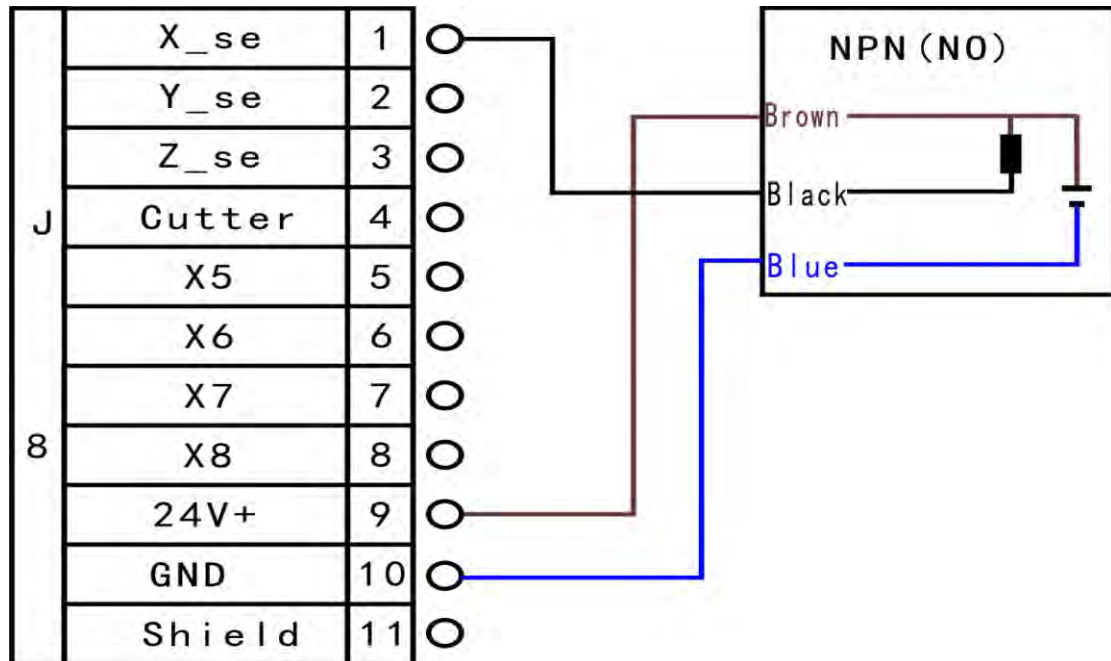 J8
X_se 1
Y_se 2
Z_se 3
Cutter 4
X5 5
X6 6
X7 7
X8 8
24V+ 9
GND 10
Shield 11
NPN(NO)
Brown
Black
Blue